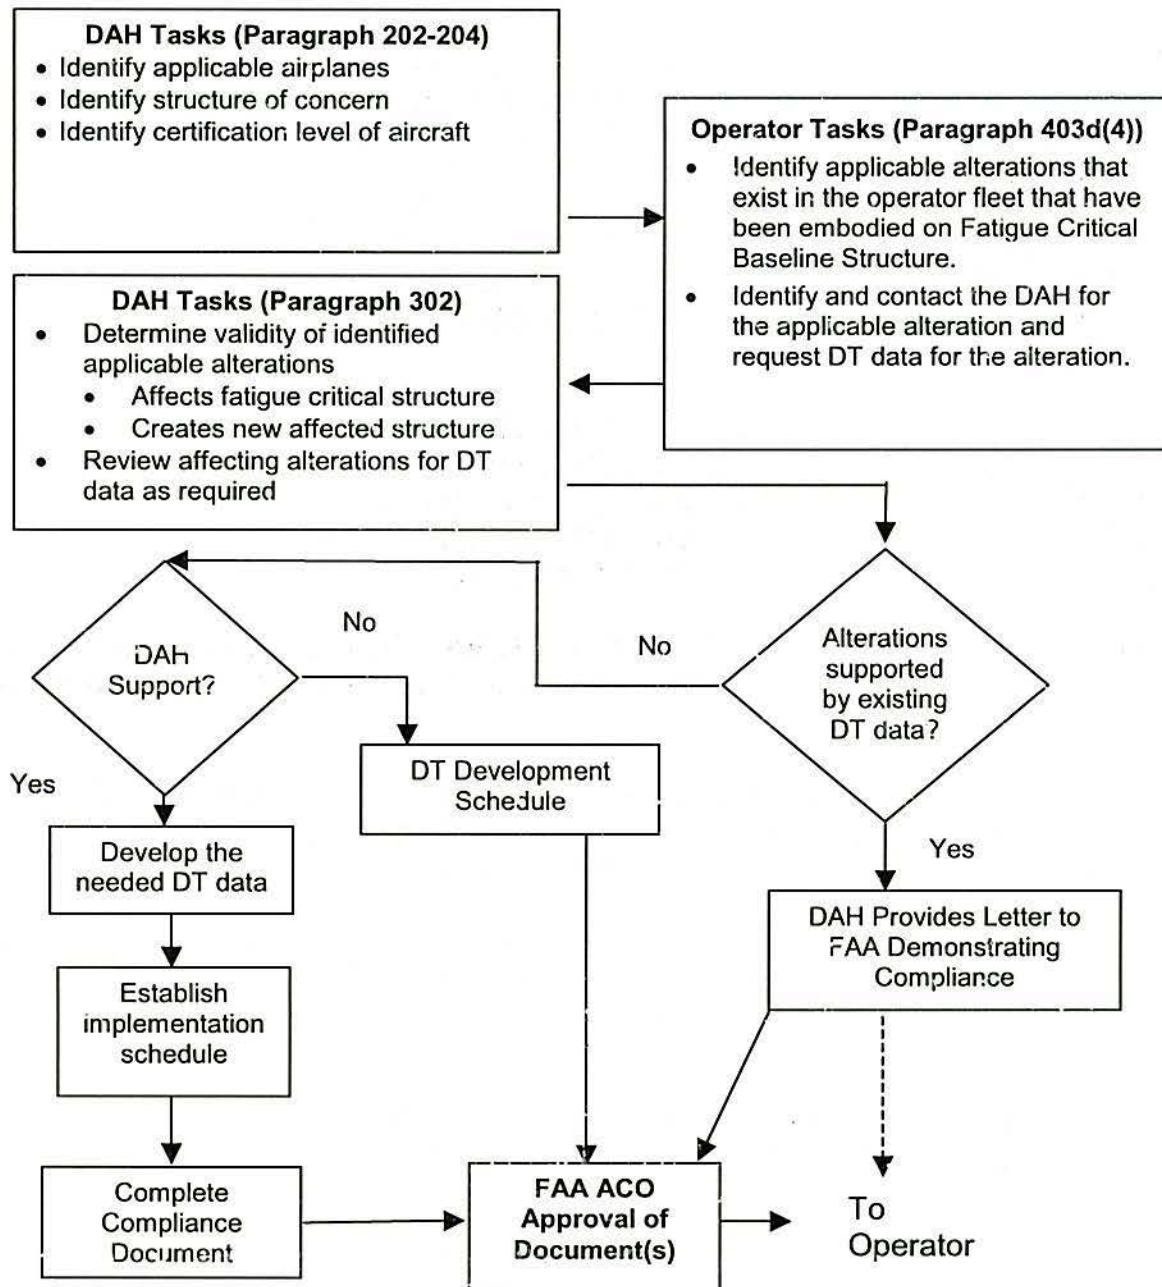 DAH Tasks (Paragraph 202-204)
• Identify applicable airplanes
• Identify structure of concern
• Identify certification level of aircraft
Operator Tasks (Paragraph 403d(4))
• Identify applicable alterations that
exist in the operator fleet that have
been embodied on Fatigue Critical
Baseline Structure.
• Identify and contact the DAH for
the applicable alteration and
request DT data for the alteration.
DAH Tasks (Paragraph 302)
• Determine validity of identified
applicable alterations
• Affects fatigue critical structure
• Creates new affected structure
• Review affecting alterations for DT
data as required
DAH
Support?
No
No
Alterations
supported
by existing
DT data?
Yes
DT Development
Schedule
Yes
Develop the
needed DT data
DAH Provides Letter to
FAA Demonstrating
Compliance
Establish
implementation
schedule
Complete
Compliance
Document
FAA ACO
Approval of
Document(s)
To
Operator